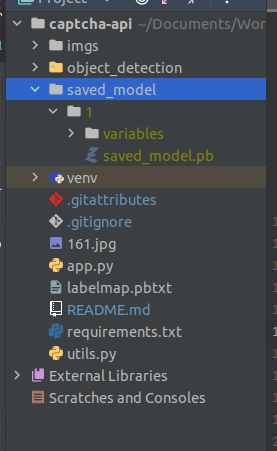 Project
captcha-api ~/Documents/Wor
imgs
object_detection
saved_model
1
variables
saved_model.pb
venv
.gitattributes
.gitignore
161.jpg
app.py
labelmap.pbtxt
README.md
requirements.txt
utils.py
External Libraries
Scratches and Consoles